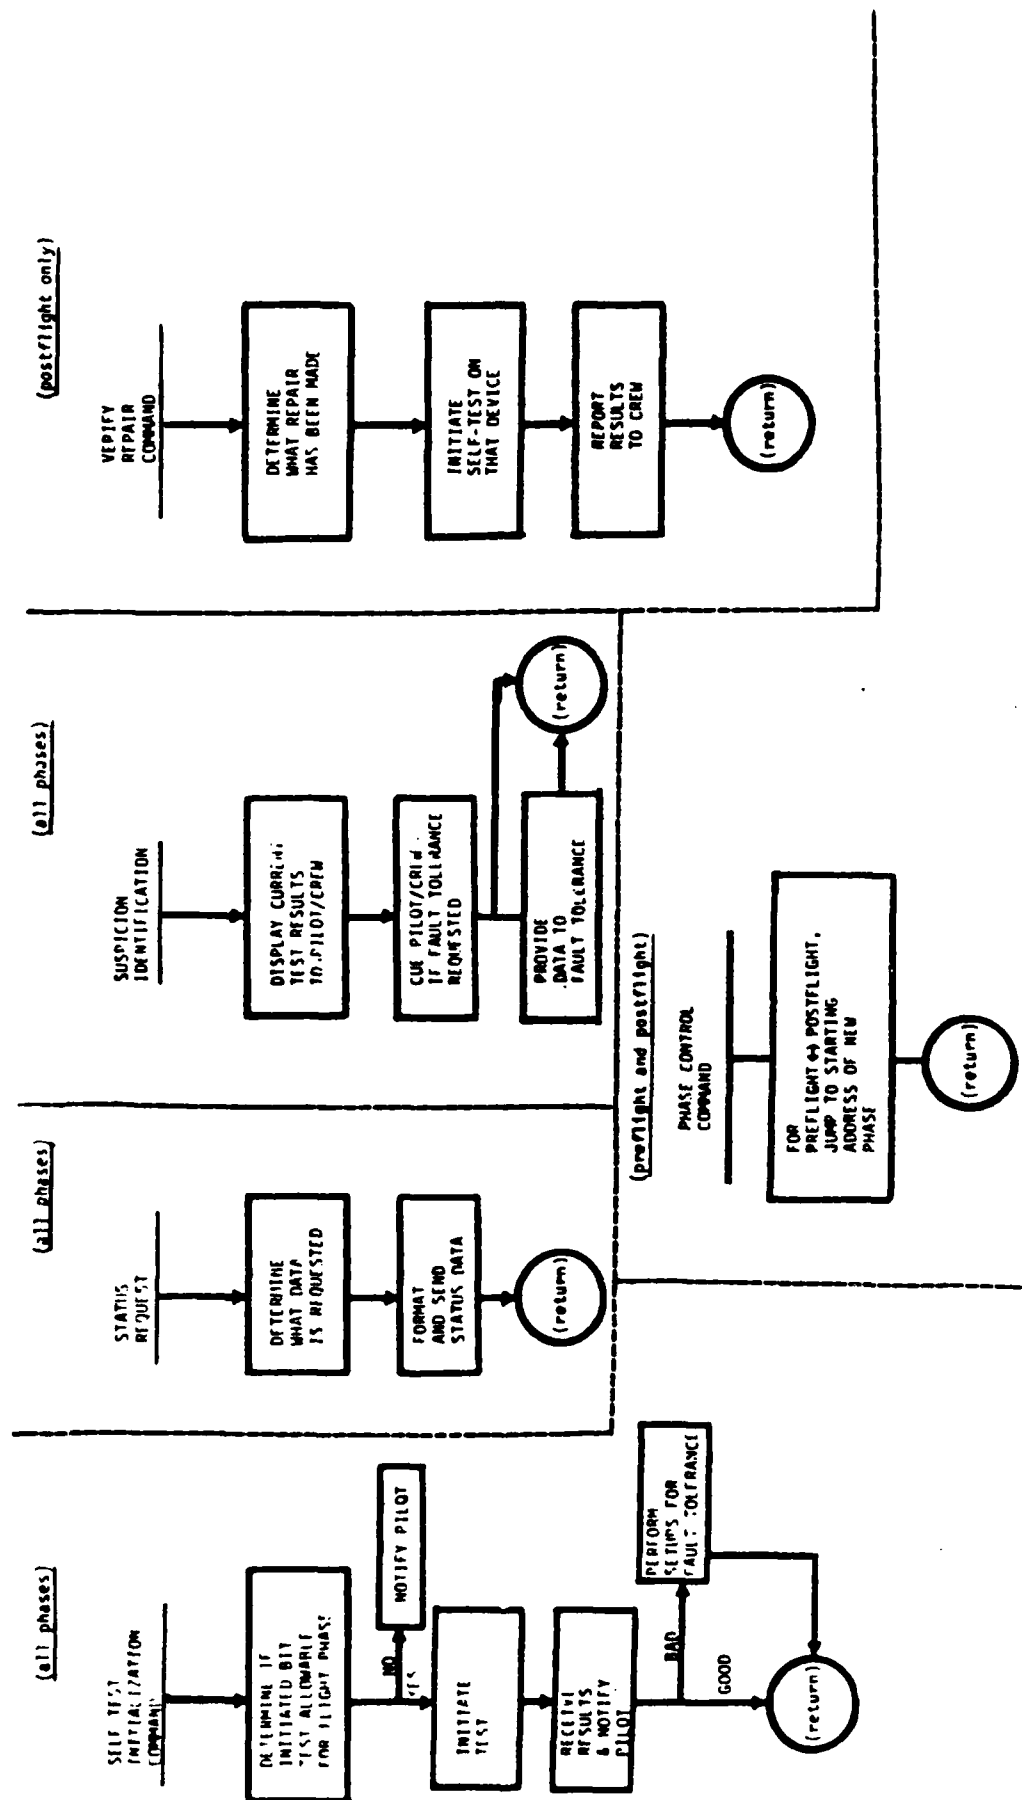 (all phases)
SELF TEST
INITIALIZATION
COMMAND
DETERMINE IF
INITIATED BIT
TEST ALLOWABLE
FOR FLIGHT PHASE
NO
NOTIFY PILOT
YES
INITIATE
TEST
RECEIVE
RESULTS
& NOTIFY
PILOT
BAD
PERFORM
SETUPS FOR
FAULT TOLERANCE
GOOD
(return)
(all phases)
STATUS
REQUEST
DETERMINE
WHAT DATA
IS REQUESTED
FORMAT
AND SEND
STATUS DATA
(return)
(all phases)
SUSPICION
IDENTIFICATION
DISPLAY CURRENT
TEST RESULTS
TO PILOT/CREW
CUE PILOT/CREW
IF FAULT TOLERANCE
REQUESTED
PROVIDE
DATA TO
FAULT TOLERANCE
(return)
(postflight only)
VERIFY
REPAIR
COMMAND
DETERMINE
WHAT REPAIR
HAS BEEN MADE
INITIATE
SELF-TEST ON
THAT DEVICE
REPORT
RESULTS
TO CREW
(return)
(preflight and postflight)
PHASE CONTROL
COMMAND
FOR
PREFLIGHT ↔ POSTFLIGHT,
JUMP TO STARTING
ADDRESS OF NEW
PHASE
(return)